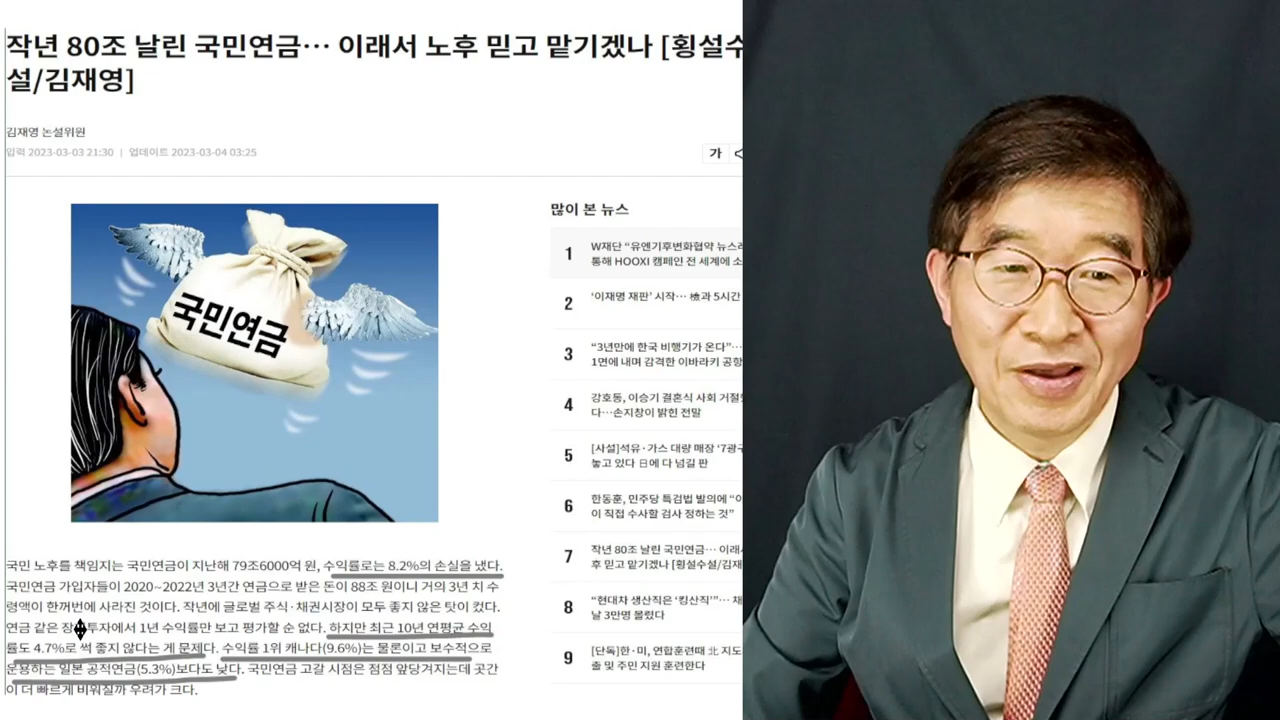 작년 80조 날린 국민연금… 이래서 노후 믿고 맡기겠나 [횡설수
설/김재영]
김재영 논설위원
입력 2023-03-03 21:30 | 업데이트 2023-03-04 03:25
가
국민연금
많이 본 뉴스
1 W재단 “유엔기후변화협약 뉴스레
통해 HOOXI 캠페인 전 세계에 소
2 ‘이재명 재판’ 시작… 檢과 5시간
3 “3년만에 한국 비행기가 온다”…
1면에 내며 감격한 이바라키 공항
4 강호동, 이승기 결혼식 사회 거절했
다…손지창이 밝힌 전말
5 [사설]석유·가스 대량 매장 ‘7광구
놓고 있다 日에 다 넘길 판
6 한동훈, 민주당 특검법 발의에 “이
이 직접 수사할 검사 정하는 것”
7 작년 80조 날린 국민연금… 이래서
후 믿고 맡기겠나 [횡설수설/김재
8 “현대차 생산직은 ‘킹산직’”… 채
날 3만명 몰렸다
9 [단독]한·미, 연합훈련때 北 지도
출 및 주민 지원 훈련한다
국민 노후를 책임지는 국민연금이 지난해 79조6000억 원, 수익률로는 8.2%의 손실을 냈다.
국민연금 가입자들이 2020~2022년 3년간 연금으로 받은 돈이 88조 원이니 거의 3년 치 수
령액이 한꺼번에 사라진 것이다. 작년에 글로벌 주식·채권시장이 모두 좋지 않은 탓이 컸다.
연금 같은 장 투자에서 1년 수익률만 보고 평가할 순 없다. 하지만 최근 10년 연평균 수익
률도 4.7%로 썩 좋지 않다는 게 문제다. 수익률 1위 캐나다(9.6%)는 물론이고 보수적으로
운용하는 일본 공적연금(5.3%)보다도 낮다. 국민연금 고갈 시점은 점점 앞당겨지는데 곳간
이 더 빠르게 비워질까 우려가 크다.